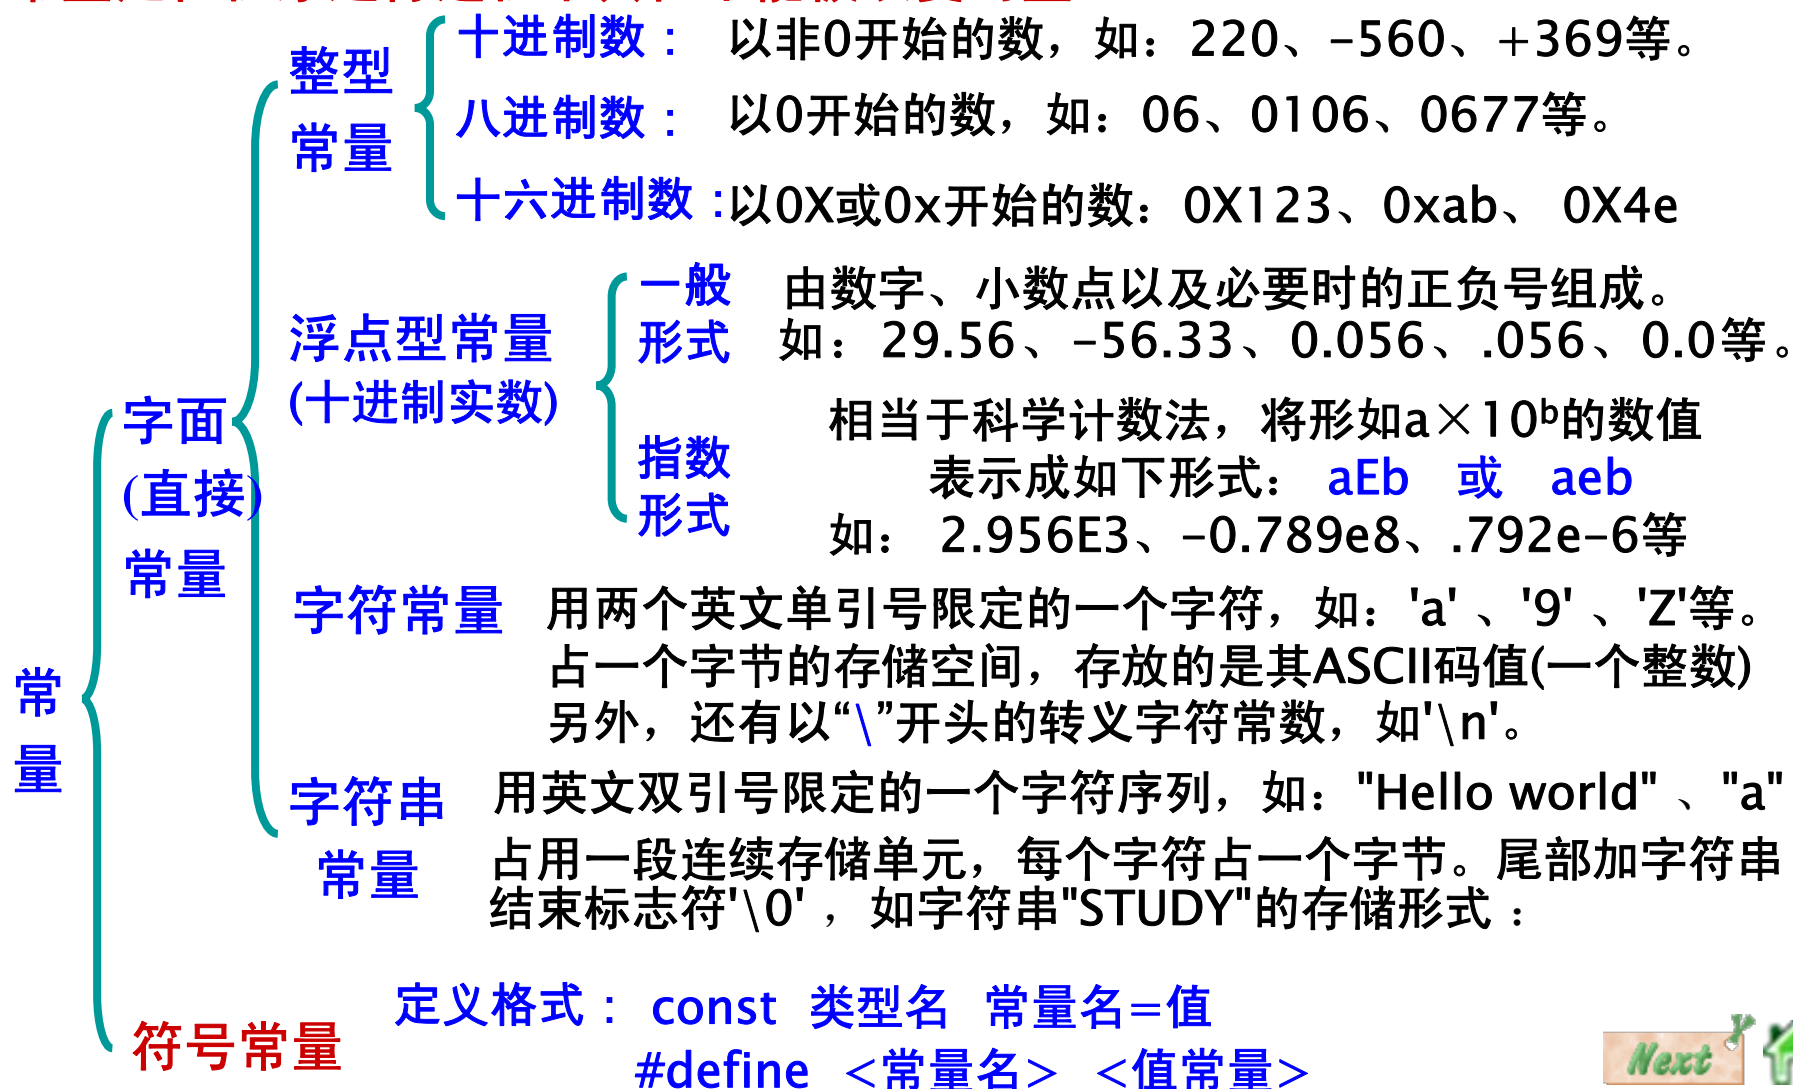 整型
常量
十进制数： 以非0开始的数，如：220、-560、+369等。
八进制数： 以0开始的数，如：06、0106、0677等。
十六进制数：以0X或0x开始的数：0X123、0xab、 0X4e
浮点型常量
(十进制实数)
一般
形式
由数字、小数点以及必要时的正负号组成。
如：29.56、-56.33、0.056、.056、0.0等。
指数
形式
相当于科学计数法，将形如a×10ᵇ的数值
表示成如下形式： aEb 或 aeb
如： 2.956E3、-0.789e8、.792e-6等
字面
(直接)
常量
字符常量
用两个英文单引号限定的一个字符，如：'a' 、'9' 、'Z'等。
占一个字节的存储空间，存放的是其ASCII码值(一个整数)
另外，还有以“\”开头的转义字符常数，如'\n'。
常
量
字符串
常量
用英文双引号限定的一个字符序列，如："Hello world" 、"a"
占用一段连续存储单元，每个字符占一个字节。尾部加字符串
结束标志符'\0' ，如字符串"STUDY"的存储形式：
符号常量
定义格式： const 类型名 常量名=值
#define <常量名> <值常量>
Next